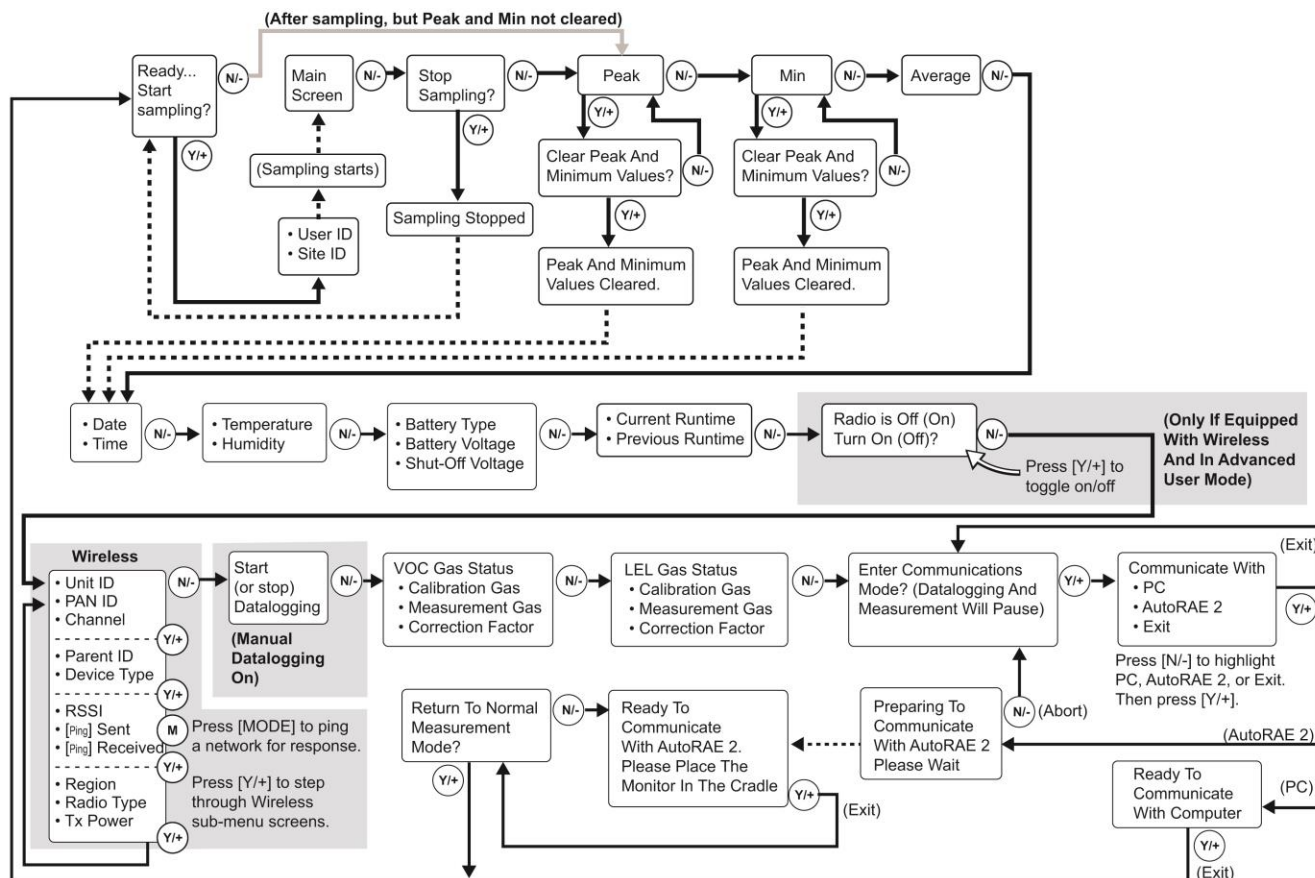 (After sampling, but Peak and Min not cleared)
Ready...
Start
sampling?
N/-
Y/+
Main
Screen
N/-
Stop
Sampling?
N/-
Y/+
Peak
N/-
Y/+
Min
N/-
Y/+
Average
N/-
(Sampling starts)
• User ID
• Site ID
Sampling Stopped
Clear Peak And
Minimum Values?
N/-
Y/+
Peak And Minimum
Values Cleared.
Clear Peak And
Minimum Values?
N/-
Y/+
Peak And Minimum
Values Cleared.
• Date
• Time
N/-
• Temperature
• Humidity
N/-
• Battery Type
• Battery Voltage
• Shut-Off Voltage
N/-
• Current Runtime
• Previous Runtime
N/-
Radio is Off (On)
Turn On (Off)?
N/-
Press [Y/+] to
toggle on/off
(Only If Equipped
With Wireless
And In Advanced
User Mode)
Wireless
• Unit ID
• PAN ID
• Channel
N/-
Y/+
• Parent ID
• Device Type
Y/+
• RSSI
• [Ping] Sent
• [Ping] Received
M
Press [MODE] to ping
a network for response.
Y/+
• Region
• Radio Type
• Tx Power
Y/+
Press [Y/+] to step
through Wireless
sub-menu screens.
Start
(or stop)
Datalogging
N/-
(Manual
Datalogging
On)
VOC Gas Status
• Calibration Gas
• Measurement Gas
• Correction Factor
N/-
LEL Gas Status
• Calibration Gas
• Measurement Gas
• Correction Factor
N/-
Enter Communications
Mode? (Datalogging And
Measurement Will Pause)
Y/+
Communicate With
• PC
• AutoRAE 2
• Exit
(Exit)
Y/+
Press [N/-] to highlight
PC, AutoRAE 2, or Exit.
Then press [Y/+].
Return To Normal
Measurement
Mode?
N/-
Y/+
Ready To
Communicate
With AutoRAE 2.
Please Place The
Monitor In The Cradle
Y/+
(Exit)
Preparing To
Communicate
With AutoRAE 2
Please Wait
N/-
(Abort)
(AutoRAE 2)
Ready To
Communicate
With Computer
(PC)
Y/+
(Exit)